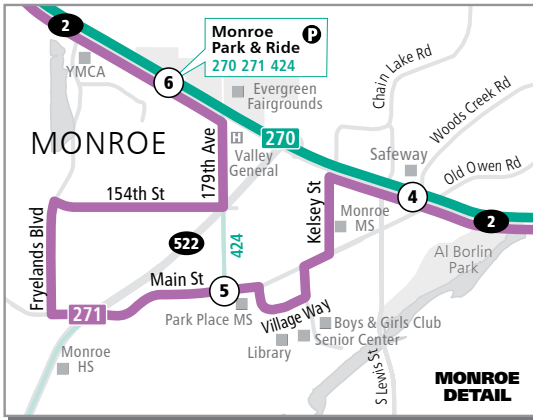 2
Monroe
Park & Ride
P
270 271 424
YMCA
6
Chain Lake Rd
Evergreen
Fairgrounds
Woods Creek Rd
MONROE
179th Ave
H
Valley
General
270
Safeway
Old Owen Rd
154th St
Kelsey St
4
2
Fryelands Blvd
522
424
Monroe
MS
Al Borlin
Park
Main St
5
271
Park Place MS
Village Way
Boys & Girls Club
Senior Center
Library
Monroe
HS
S Lewis St
MONROE
DETAIL